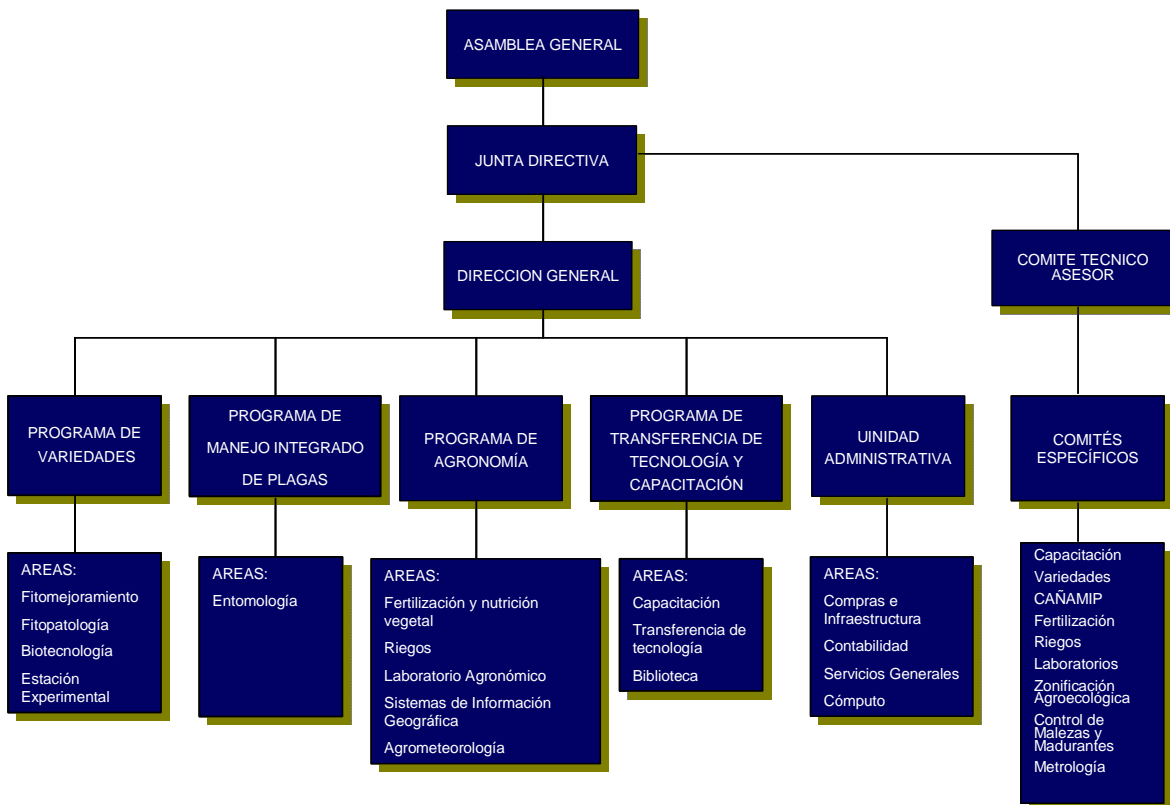 ASAMBLEA GENERAL
JUNTA DIRECTIVA
DIRECCION GENERAL
COMITE TECNICO
ASESOR
PROGRAMA DE
VARIEDADES
PROGRAMA DE
MANEJO INTEGRADO
DE PLAGAS
PROGRAMA DE
AGRONOMÍA
PROGRAMA DE
TRANSFERENCIA DE
TECNOLOGÍA Y
CAPACITACIÓN
UINIDAD
ADMINISTRATIVA
COMITÉS
ESPECÍFICOS
AREAS:
Fitomejoramiento
Fitopatología
Biotecnología
Estación
Experimental
AREAS:
Entomología
AREAS:
Fertilización y nutrición
vegetal
Riegos
Laboratorio Agronómico
Sistemas de Información
Geográfica
Agrometeorología
AREAS:
Capacitación
Transferencia de
tecnología
Biblioteca
AREAS:
Compras e
Infraestructura
Contabilidad
Servicios Generales
Cómputo
Capacitación
Variedades
CAÑAMIP
Fertilización
Riegos
Laboratorios
Zonificación
Agroecológica
Control de
Malezas y
Madurantes
Metrología